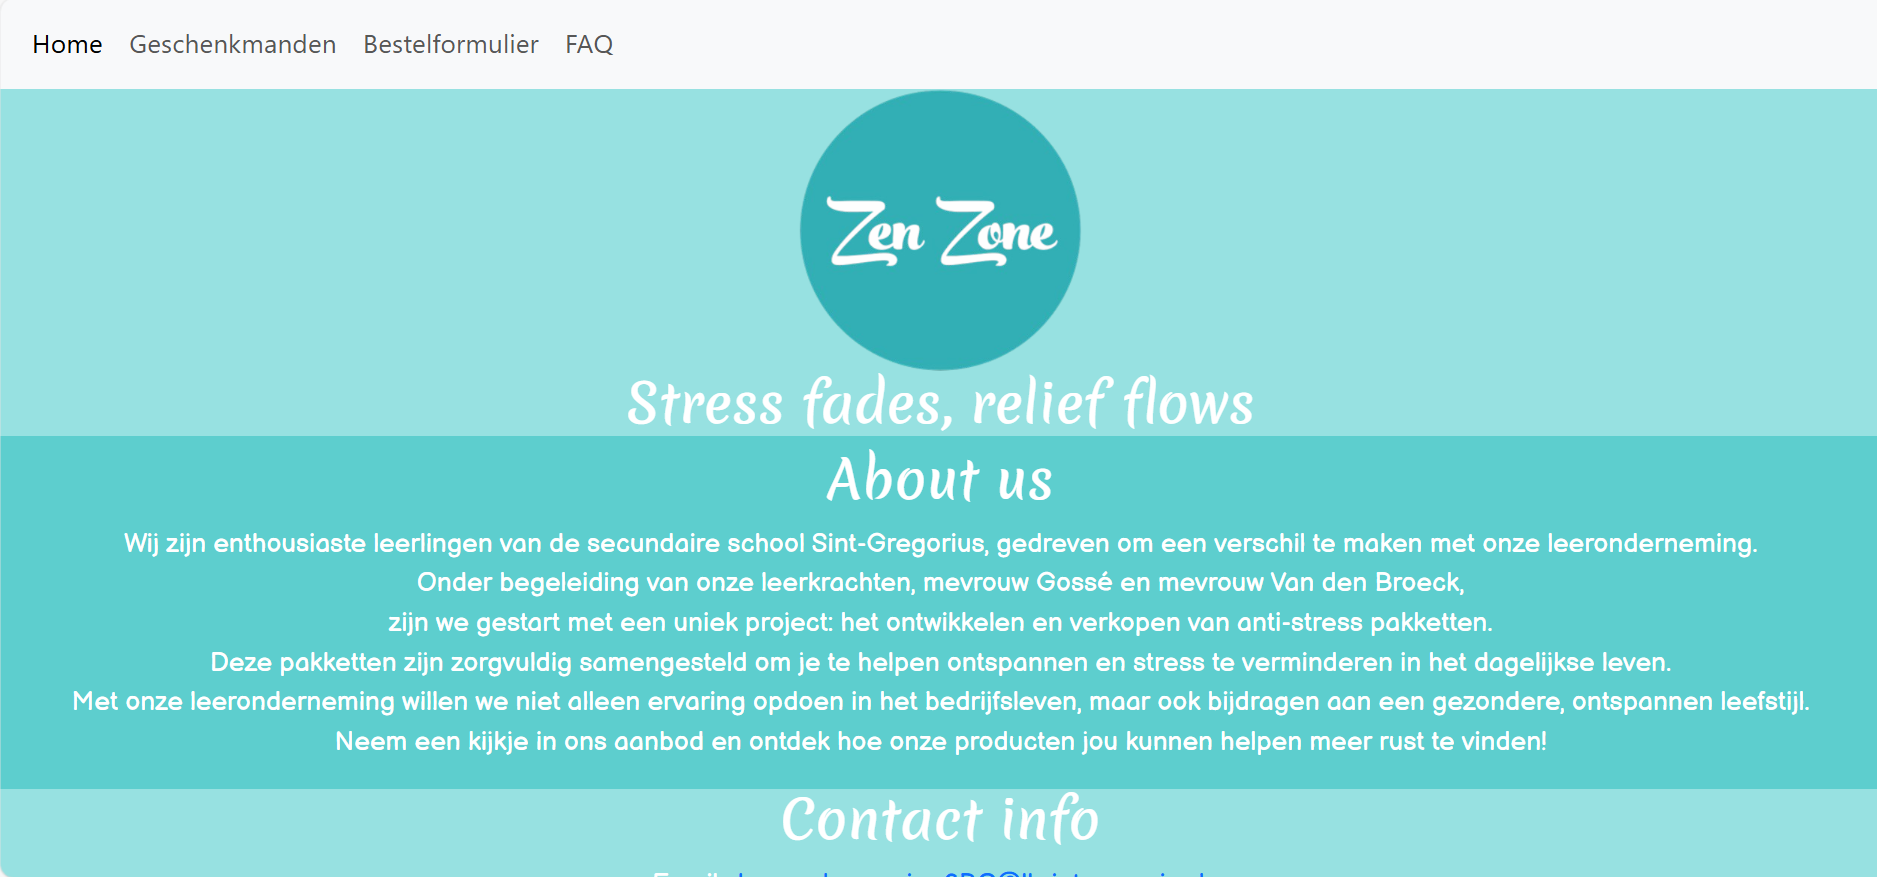 Home Geschenkmanden Bestelformulier FAQ
Zen Zone
Stress fades, relief flows
About us
Wij zijn enthousiaste leerlingen van de secundaire school Sint-Gregorius, gedreven om een verschil te maken met onze leeronderneming.
Onder begeleiding van onze leerkrachten, mevrouw Gossé en mevrouw Van den Broeck,
zijn we gestart met een uniek project: het ontwikkelen en verkopen van anti-stress pakketten.
Deze pakketten zijn zorgvuldig samengesteld om je te helpen ontspannen en stress te verminderen in het dagelijkse leven.
Met onze leeronderneming willen we niet alleen ervaring opdoen in het bedrijfsleven, maar ook bijdragen aan een gezondere, ontspannen leefstijl.
Neem een kijkje in ons aanbod en ontdek hoe onze producten jou kunnen helpen meer rust te vinden!
Contact info